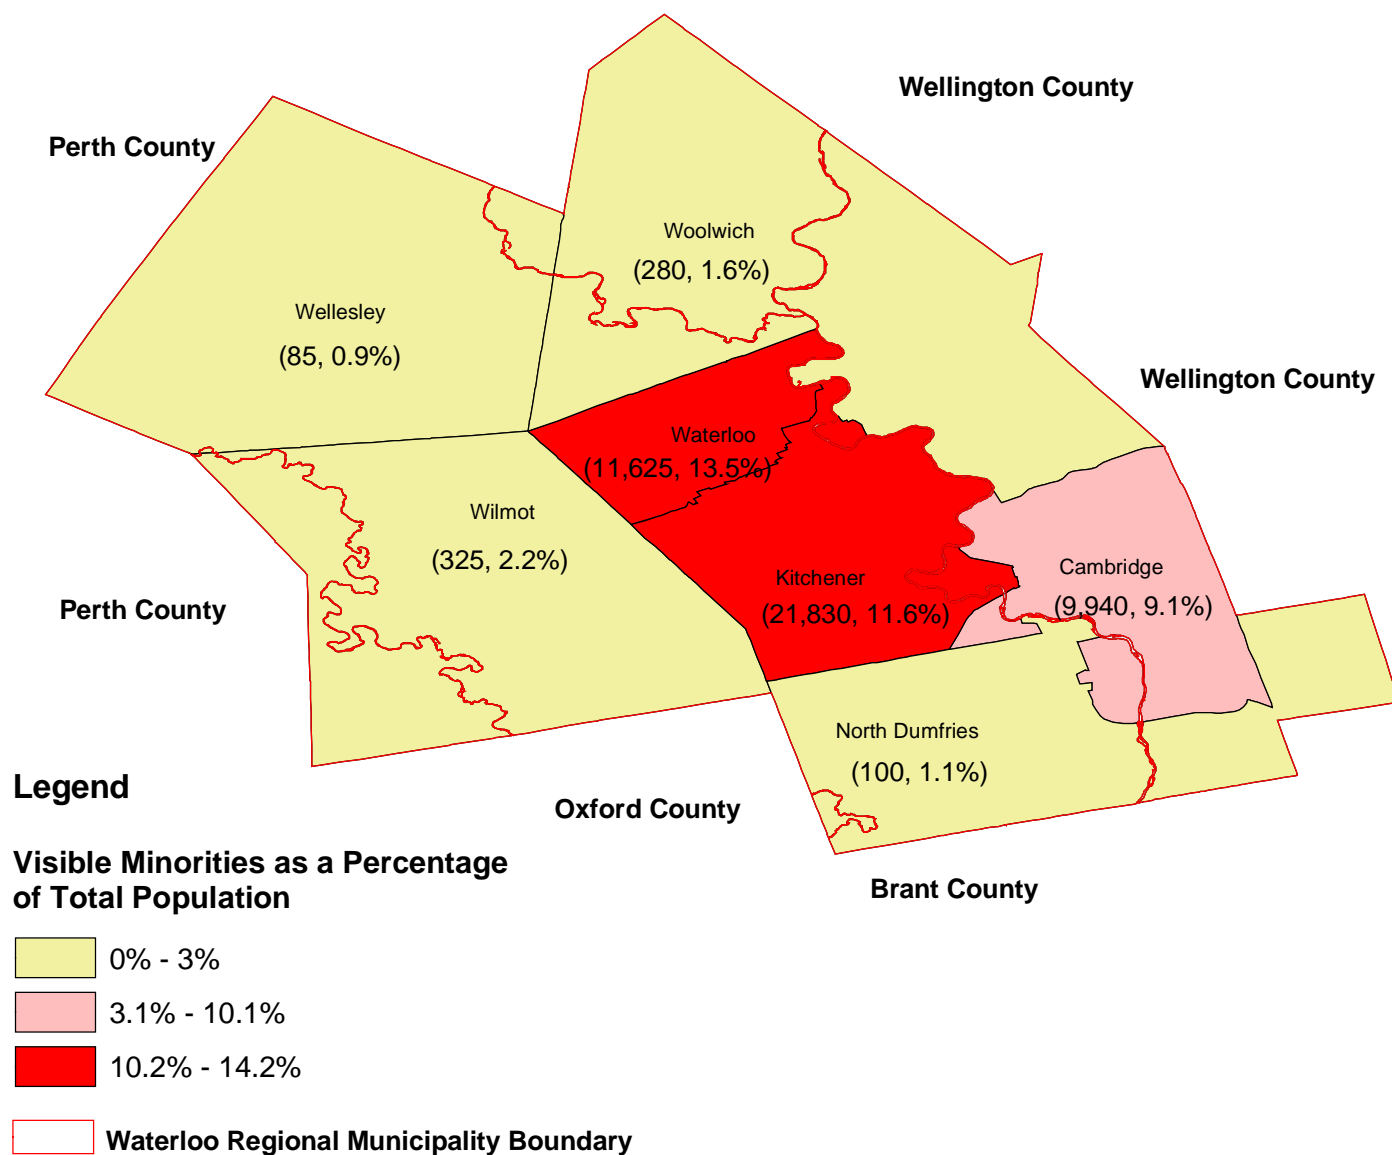 Wellington County
Perth County
Woolwich
(280, 1.6%)
Wellesley
(85, 0.9%)
Wellington County
Waterloo
(11,625, 13.5%)
Wilmot
(325, 2.2%)
Kitchener
(21,830, 11.6%)
Cambridge
(9,940, 9.1%)
Perth County
North Dumfries
(100, 1.1%)
Oxford County
Brant County
Legend
Visible Minorities as a Percentage
of Total Population
0% - 3%
3.1% - 10.1%
10.2% - 14.2%
Waterloo Regional Municipality Boundary